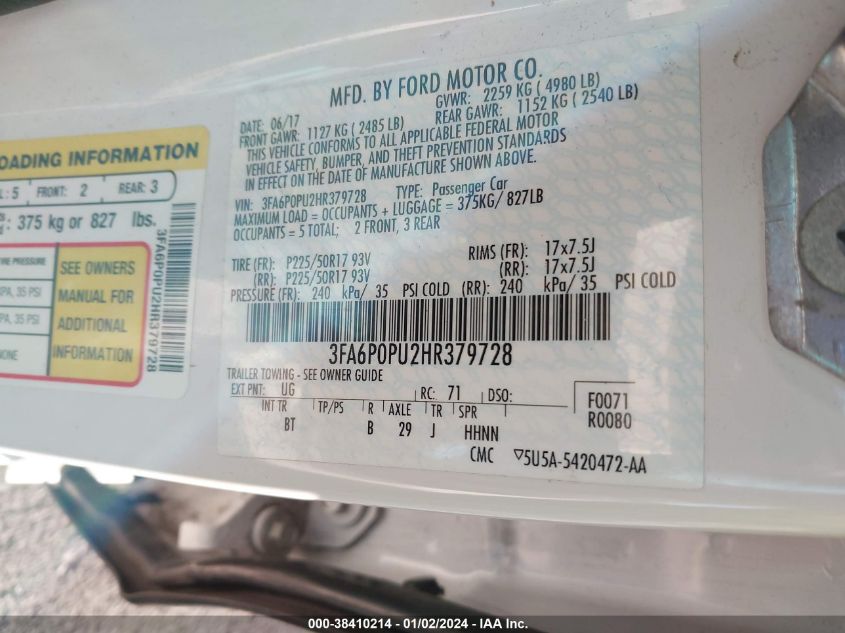 MFD. BY FORD MOTOR CO.
DATE: 06/17 GVWR: 2259 KG ( 4980 LB)
FRONT GAWR: 1127 KG ( 2485 LB) REAR GAWR: 1152 KG ( 2540 LB)
THIS VEHICLE CONFORMS TO ALL APPLICABLE FEDERAL MOTOR
VEHICLE SAFETY, BUMPER, AND THEFT PREVENTION STANDARDS
IN EFFECT ON THE DATE OF MANUFACTURE SHOWN ABOVE.
VIN: 3FA6P0PU2HR379728 TYPE: Passenger Car
MAXIMUM LOAD = OCCUPANTS + LUGGAGE = 375KG/ 827LB
OCCUPANTS = 5 TOTAL; 2 FRONT, 3 REAR
TIRE (FR): P225/50R17 93V RIMS (FR): 17x7.5J
(RR): P225/50R17 93V (RR): 17x7.5J
PRESSURE (FR): 240 kPa/ 35 PSI COLD (RR): 240 kPa/ 35 PSI COLD
3FA6P0PU2HR379728
TRAILER TOWING - SEE OWNER GUIDE
EXT PNT: UG RC: 71 DSO:
F0071
R0080
INT TR TP/PS R AXLE TR SPR
BT B 29 J HHNN
CMC ▽5U5A-5420472-AA
LOADING INFORMATION
: 5 FRONT: 2 REAR: 3
: 375 kg or 827 lbs.
PRESSURE
, 35 PSI
, 35 PSI
NONE
SEE OWNERS
MANUAL FOR
ADDITIONAL
INFORMATION
3FA6P0PU2HR379728
000-38410214 - 01/02/2024 - IAA Inc.